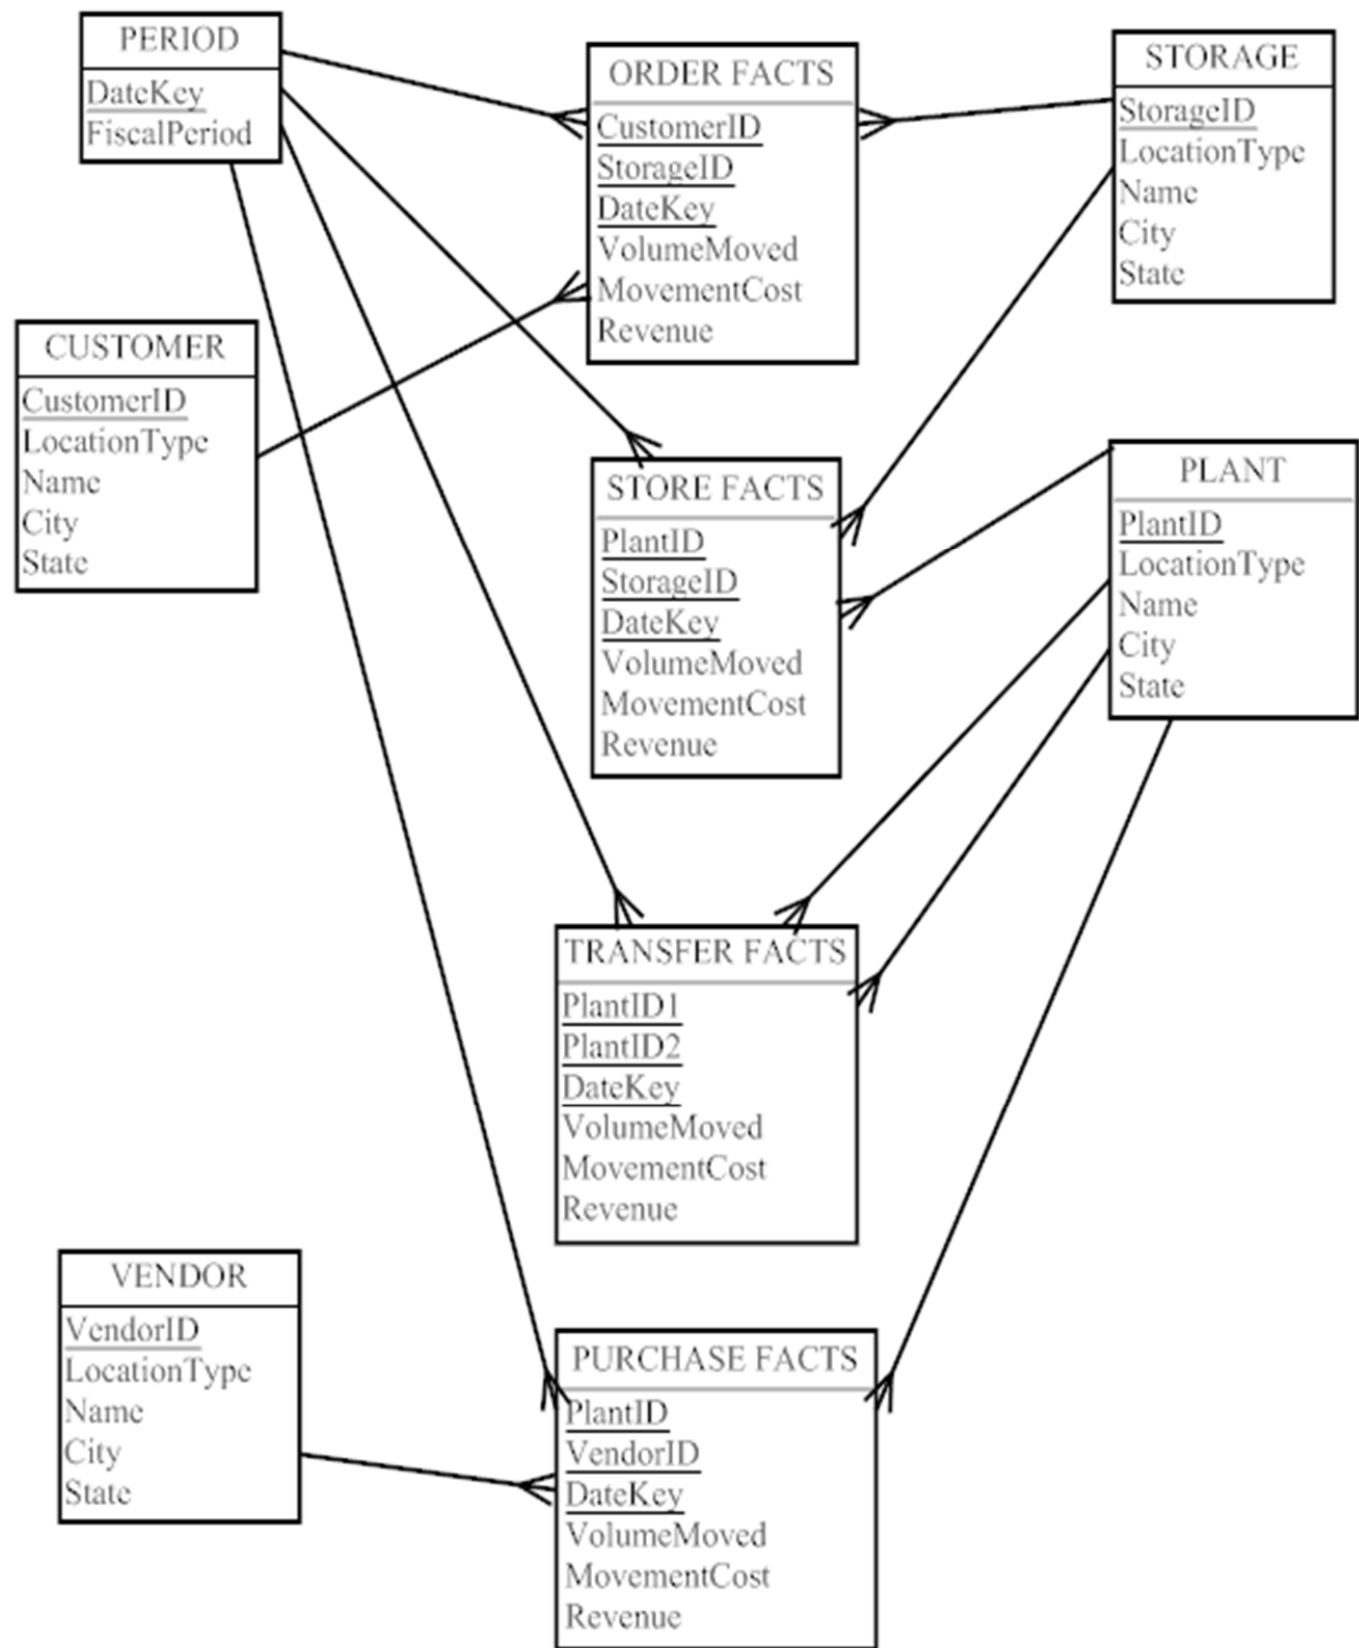 PERIOD
DateKey
FiscalPeriod
ORDER FACTS
CustomerID
StorageID
DateKey
VolumeMoved
MovementCost
Revenue
STORAGE
StorageID
LocationType
Name
City
State
CUSTOMER
CustomerID
LocationType
Name
City
State
STORE FACTS
PlantID
StorageID
DateKey
VolumeMoved
MovementCost
Revenue
PLANT
PlantID
LocationType
Name
City
State
TRANSFER FACTS
PlantID1
PlantID2
DateKey
VolumeMoved
MovementCost
Revenue
VENDOR
VendorID
LocationType
Name
City
State
PURCHASE FACTS
PlantID
VendorID
DateKey
VolumeMoved
MovementCost
Revenue